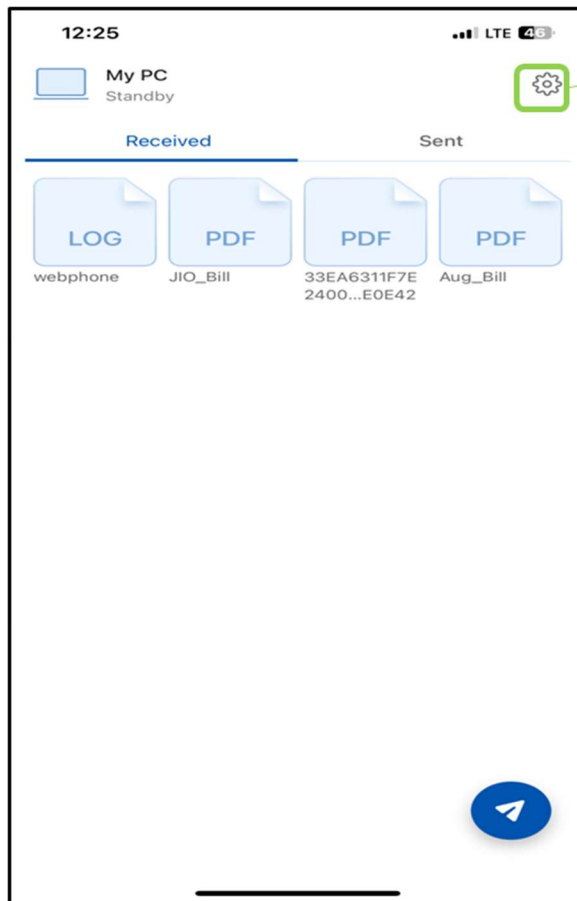 12:25
LTE 46
My PC
Standby
Received
Sent
LOG
PDF
PDF
PDF
webphone
JIO_Bill
33EA6311F7E
2400...E0E42
Aug_Bill